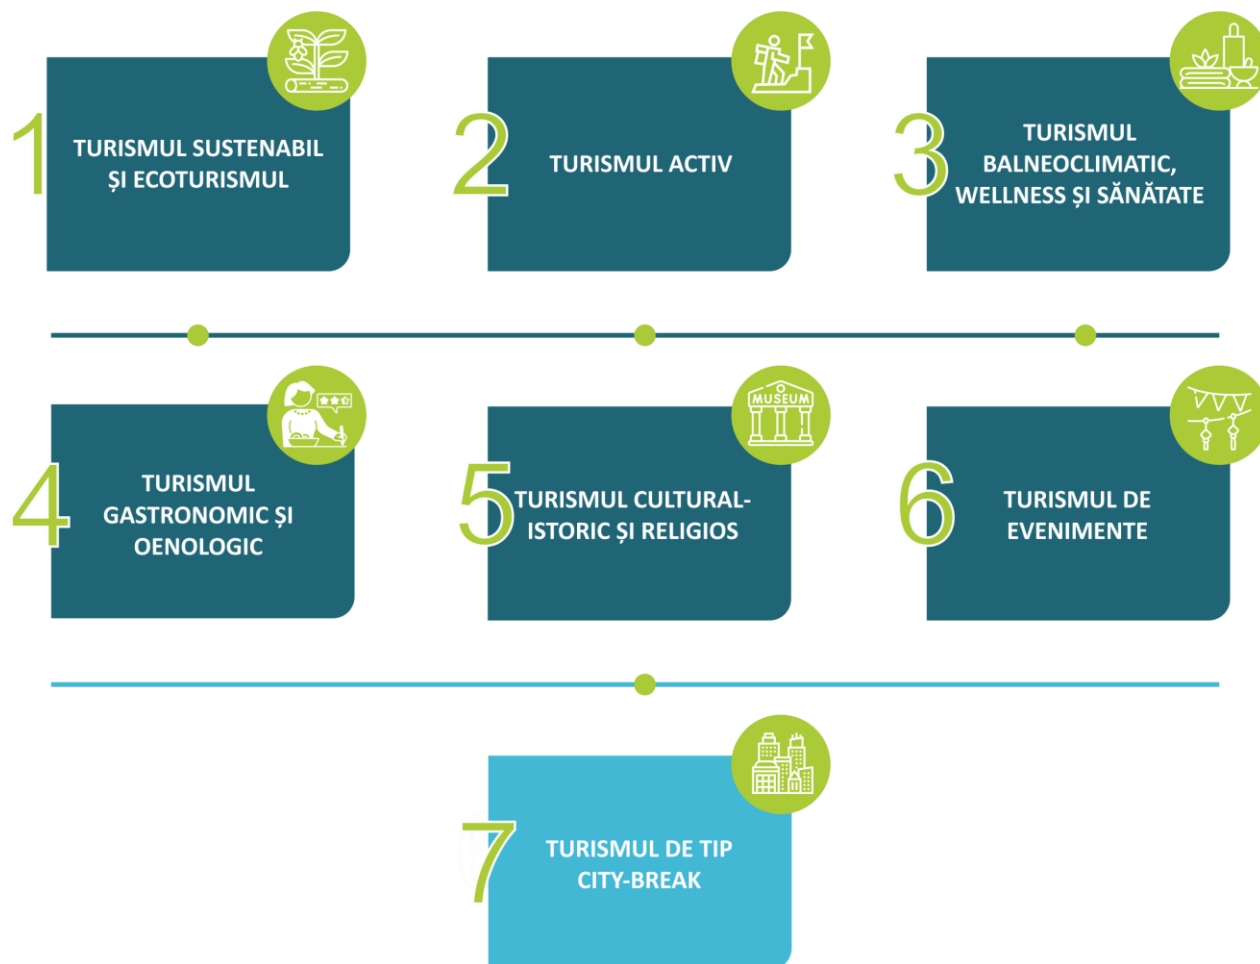 1
TURISMUL SUSTENABIL
ȘI ECOTURISMUL
2
TURISMUL ACTIV
3
TURISMUL
BALNEOCLIMATIC,
WELLNESS ȘI SĂNĂTATE
4
TURISMUL
GASTRONOMIC ȘI
OENOLOGIC
5
MUSEUM
TURISMUL CULTURAL-
ISTORIC ȘI RELIGIOS
6
TURISMUL DE
EVENIMENTE
7
TURISMUL DE TIP
CITY-BREAK